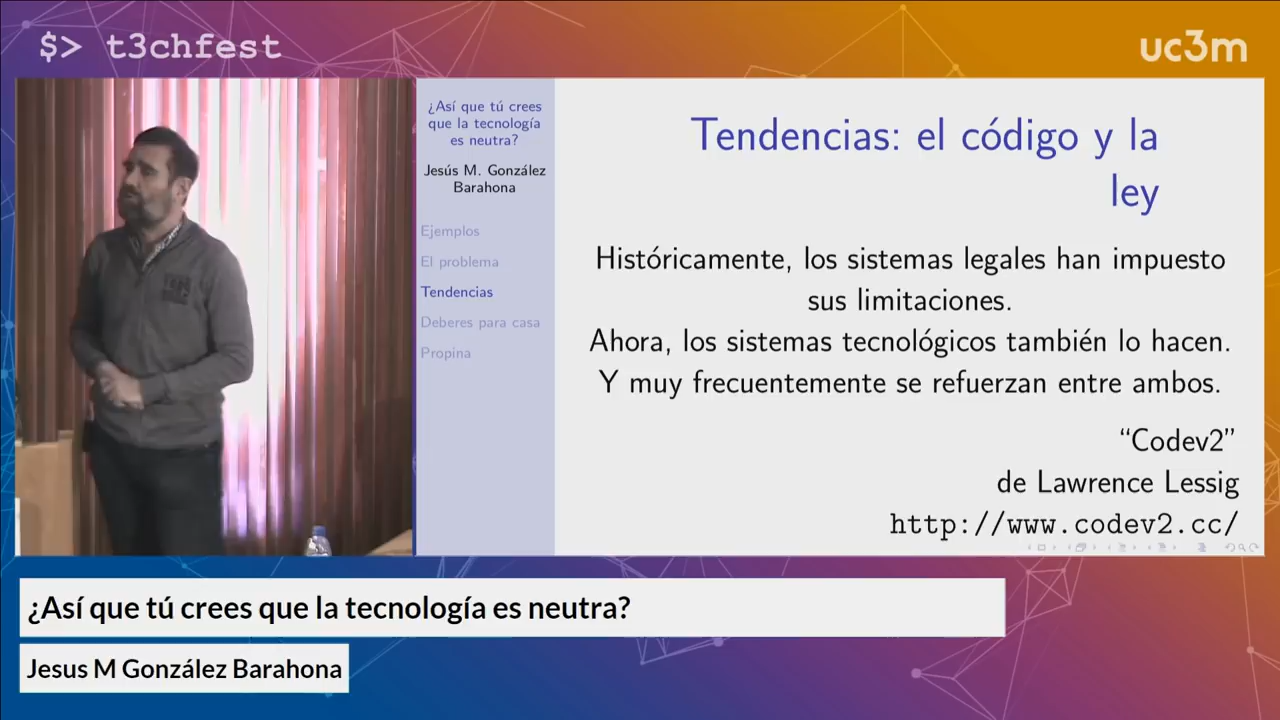 $> t3chfest
uc3m
¿Así que tú crees
que la tecnología
es neutra?
Jesús M. González
Barahona
Ejemplos
El problema
Tendencias
Deberes para casa
Propina
Tendencias: el código y la
ley
Históricamente, los sistemas legales han impuesto
sus limitaciones.
Ahora, los sistemas tecnológicos también lo hacen.
Y muy frecuentemente se refuerzan entre ambos.
“Codev2”
de Lawrence Lessig
http://www.codev2.cc/
¿Así que tú crees que la tecnología es neutra?
Jesus M González Barahona